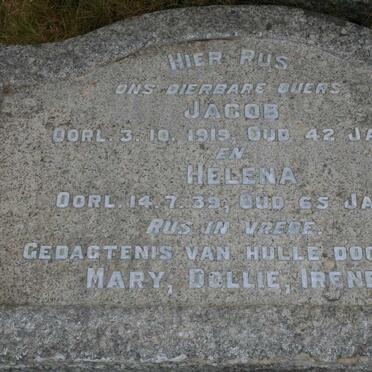 HIER RUS
ONS DIERBARE OUERS
JACOB
OORL. 3. 10. 1919, OUD 42 JA
EN
HELENA
OORL. 14. 7. 39, OUD 65 JA
RUS IN VREDE.
GEDAGTENIS VAN HULLE DOG
MARY, DOLLIE, IRENE